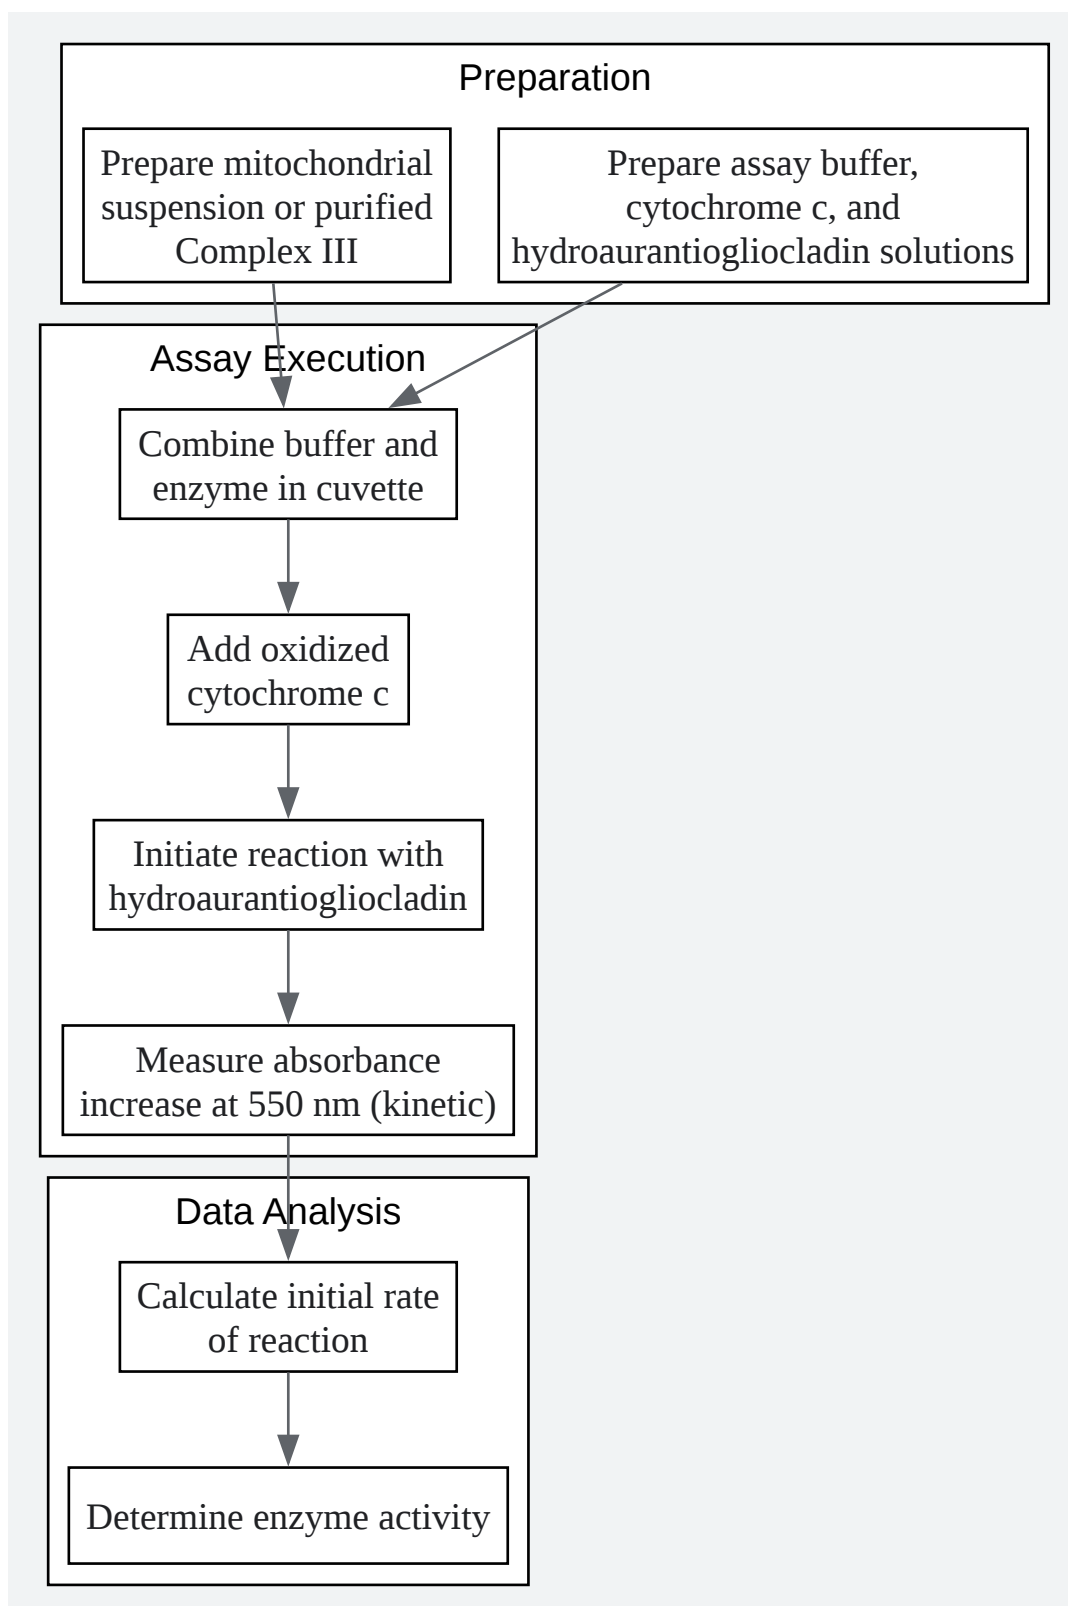 Preparation
Prepare mitochondrial
suspension or purified
Complex III
Prepare assay buffer,
cytochrome c, and
hydroaurantiogliocladin solutions
Assay Execution
Combine buffer and
enzyme in cuvette
Add oxidized
cytochrome c
Initiate reaction with
hydroaurantiogliocladin
Measure absorbance
increase at 550 nm (kinetic)
Data Analysis
Calculate initial rate
of reaction
Determine enzyme activity